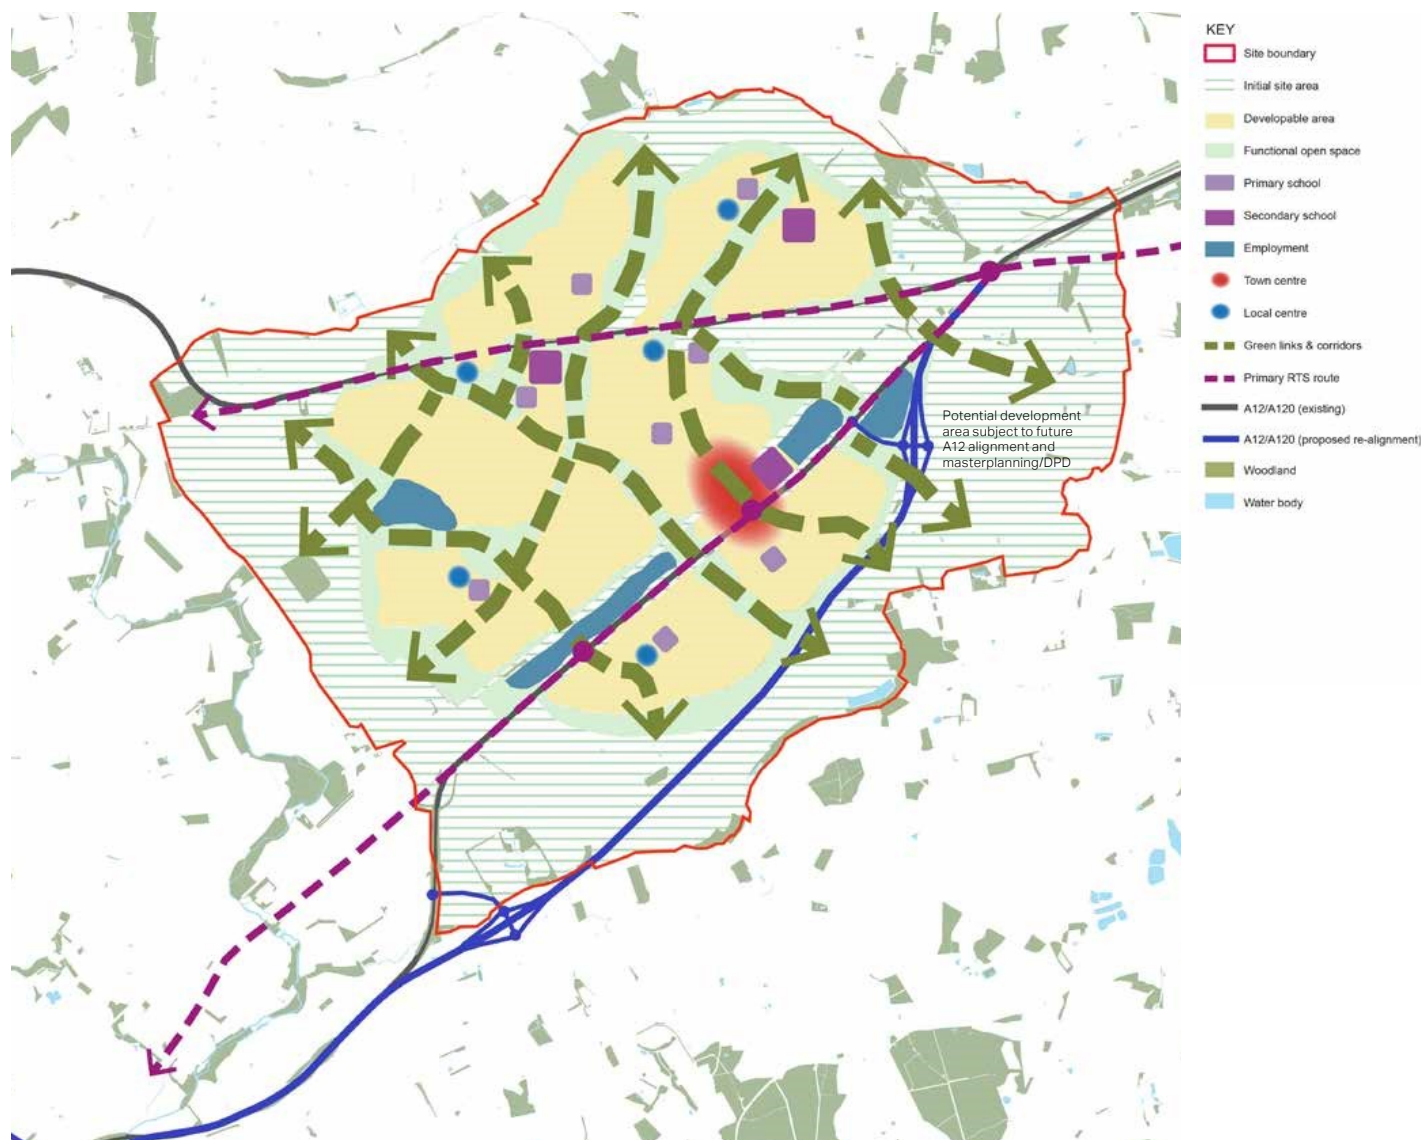 KEY
Site boundary
Initial site area
Developable area
Functional open space
Primary school
Secondary school
Employment
Town centre
Local centre
Green links & corridors
Primary RTS route
A12/A120 (existing)
A12/A120 (proposed re-alignment)
Woodland
Water body
Potential development
area subject to future
A12 alignment and
masterplanning/DPD